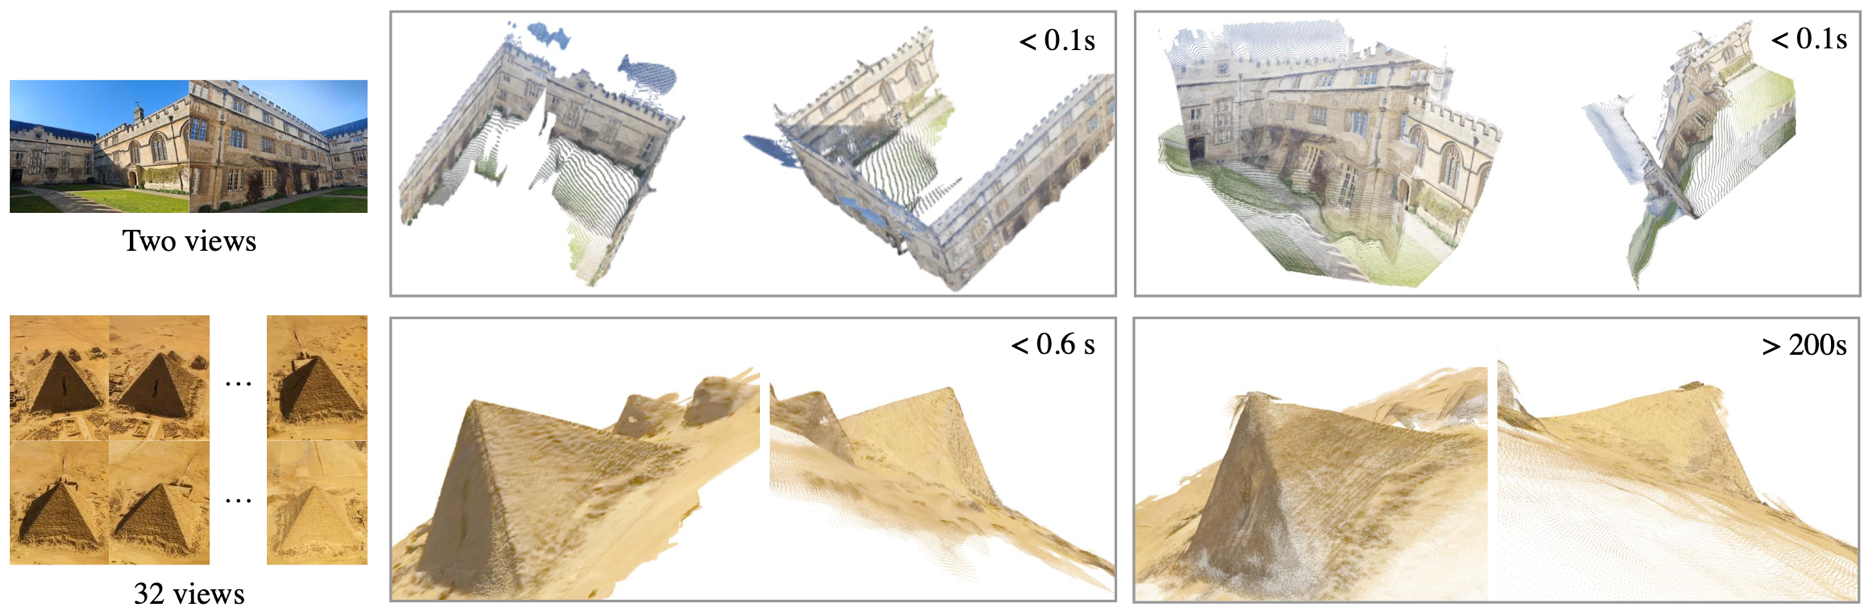 < 0.1s
< 0.1s
Two views
< 0.6 s
> 200s
...
...
32 views